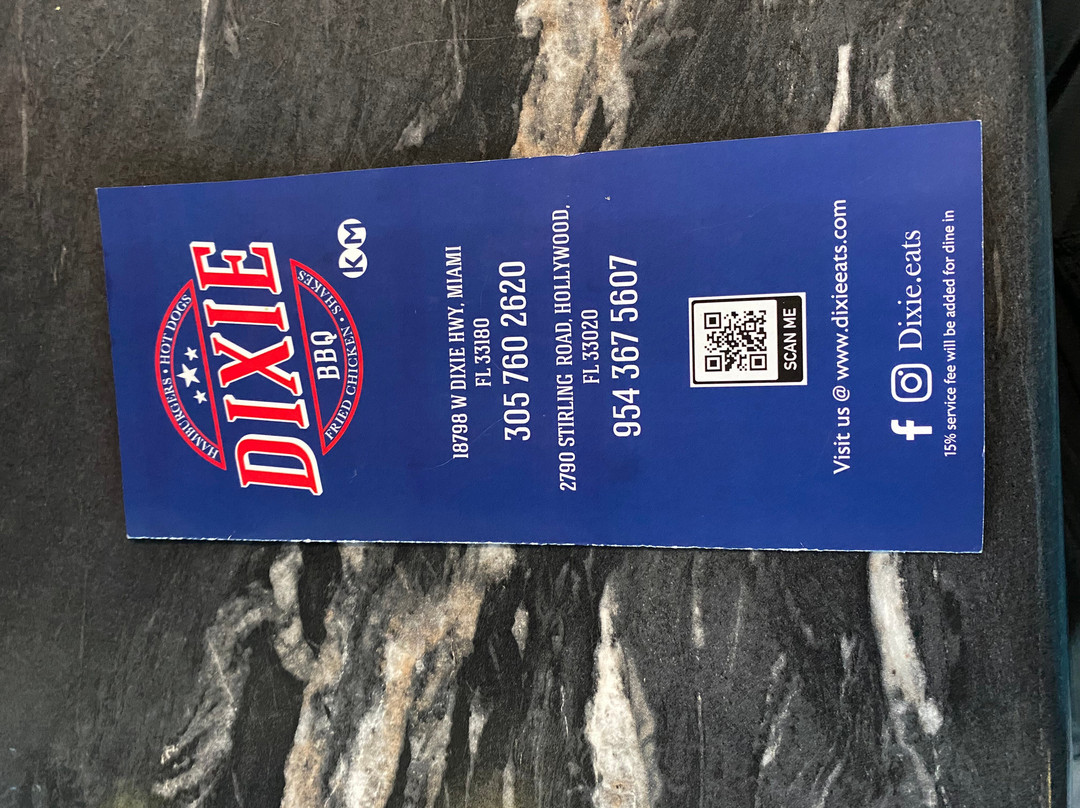 HAMBURGERS • HOT DOGS
DIXIE
BBQ
FRIED CHICKEN • SHAKES
KM
18798 W DIXIE HWY, MIAMI
FL 33180
305 760 2620
2790 STIRLING ROAD, HOLLYWOOD,
FL 33020
954 367 5607
SCAN ME
Visit us @ www.dixieeats.com
f Dixie.eats
15% service fee will be added for dine in